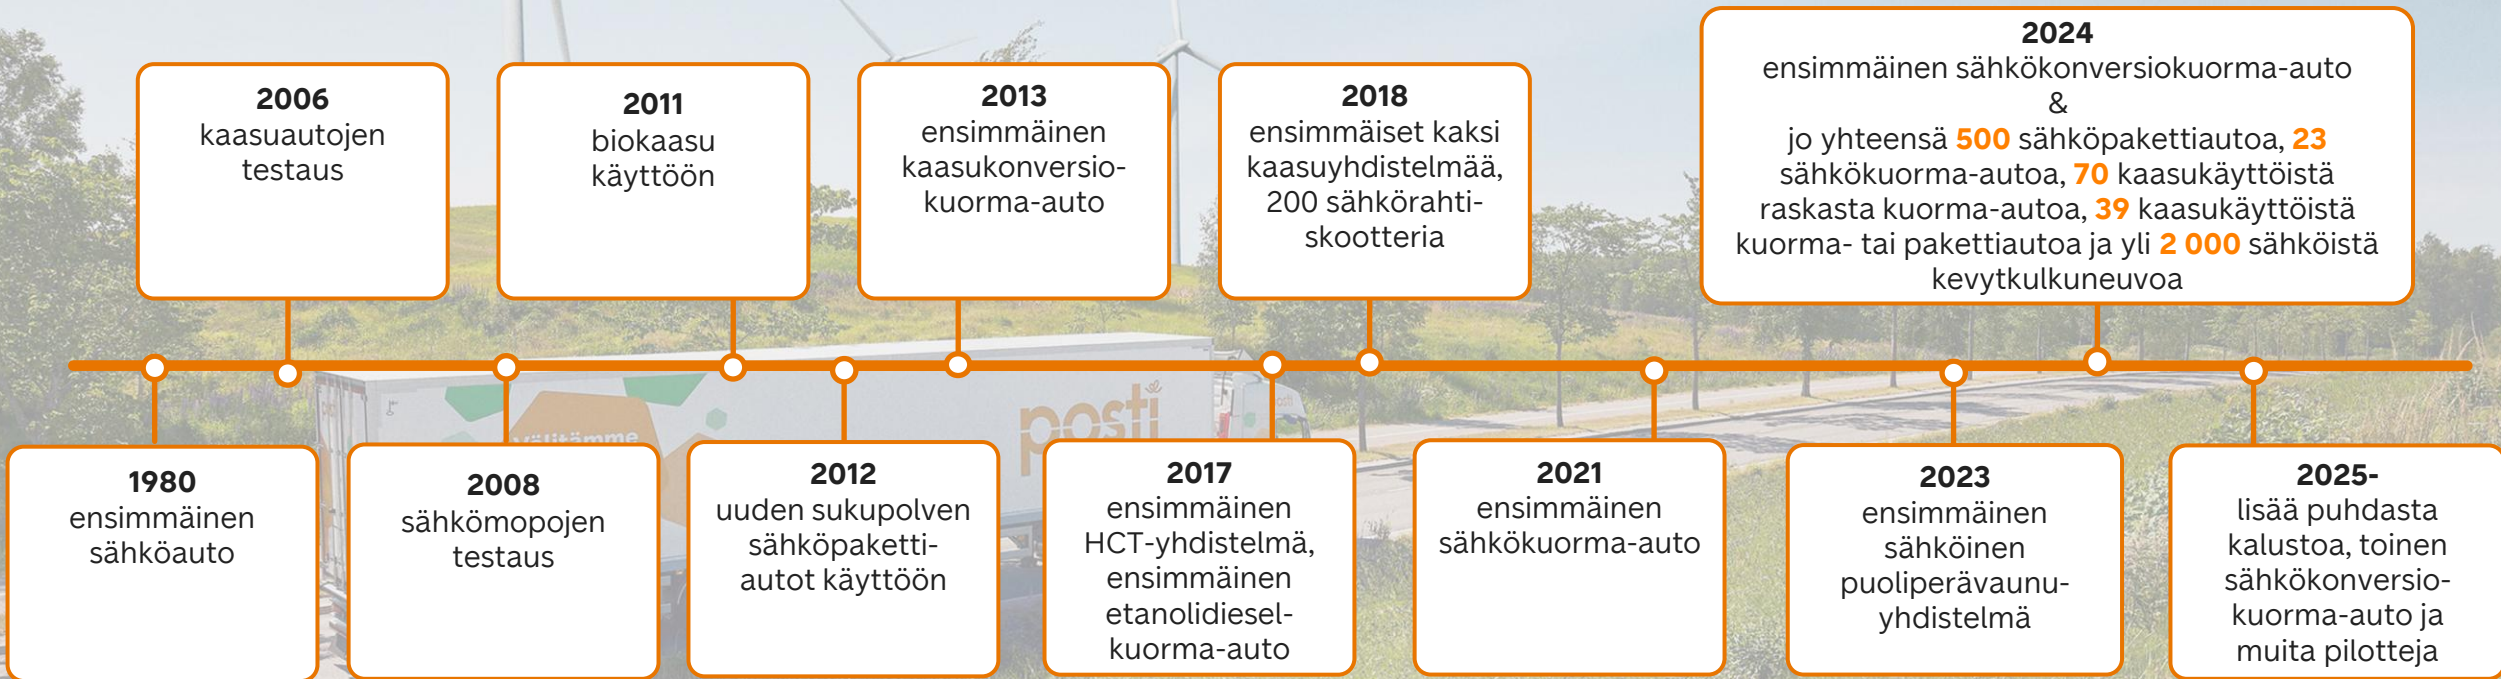 2006
kaasuautojen
testaus
2011
biokaasu
käyttöön
2013
ensimmäinen
kaasukonversio-
kuorma-auto
2018
ensimmäiset kaksi
kaasuyhdistelmää,
200 sähkörahti-
skootteria
2024
ensimmäinen sähkökonversiokuorma-auto
&
jo yhteensä 500 sähköpakettiautoa, 23
sähkökuorma-autoa, 70 kaasukäyttöistä
raskasta kuorma-autoa, 39 kaasukäyttöistä
kuorma- tai pakettiautoa ja yli 2 000 sähköistä
kevytkulkuneuvoa
Välitämme
posti
1980
ensimmäinen
sähköauto
2008
sähkömopojen
testaus
2012
uuden sukupolven
sähköpaketti-
autot käyttöön
2017
ensimmäinen
HCT-yhdistelmä,
ensimmäinen
etanolidiesel-
kuorma-auto
2021
ensimmäinen
sähkökuorma-auto
2023
ensimmäinen
sähköinen
puoliperävaunu-
yhdistelmä
2025-
lisää puhdasta
kalustoa, toinen
sähkökonversio-
kuorma-auto ja
muita pilotteja